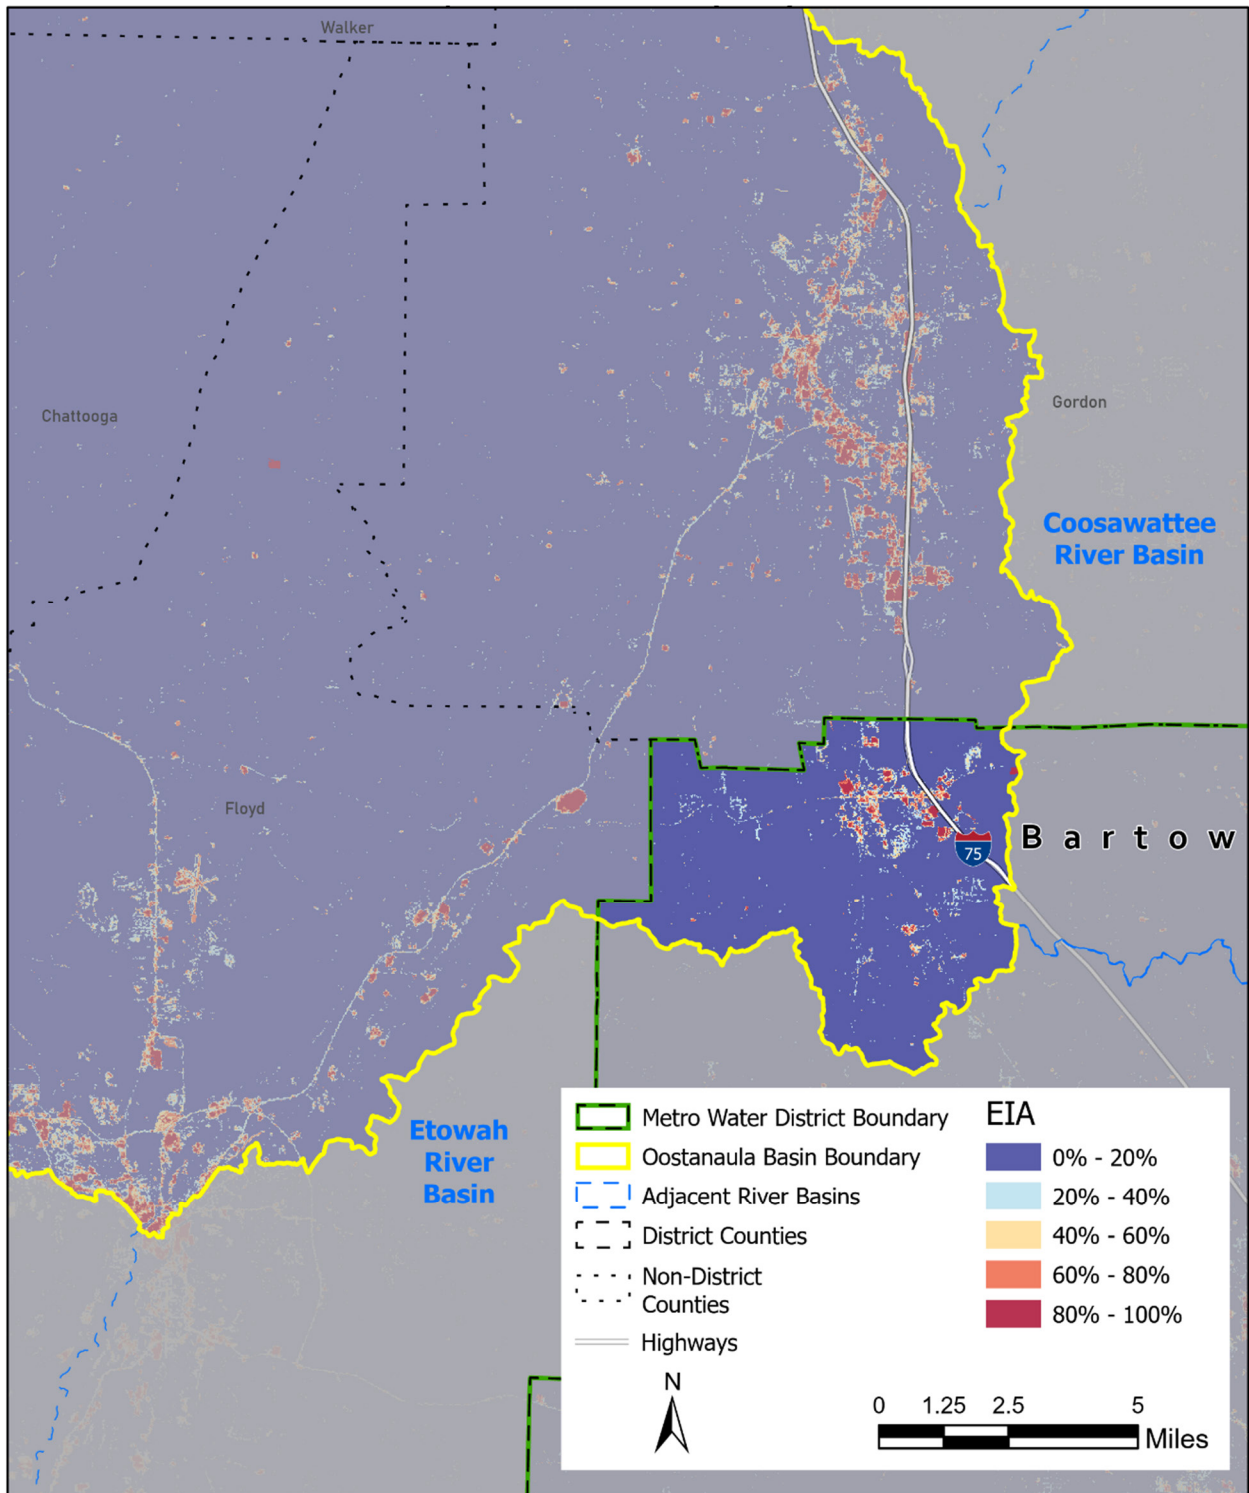 Walker
Chattooga
Gordon
Coosawattee
River Basin
Floyd
Bartow
75
Etowah
River
Basin
Metro Water District Boundary
Oostanaula Basin Boundary
Adjacent River Basins
District Counties
Non-District
Counties
Highways
EIA
0% - 20%
20% - 40%
40% - 60%
60% - 80%
80% - 100%
N
0 1.25 2.5 5
Miles